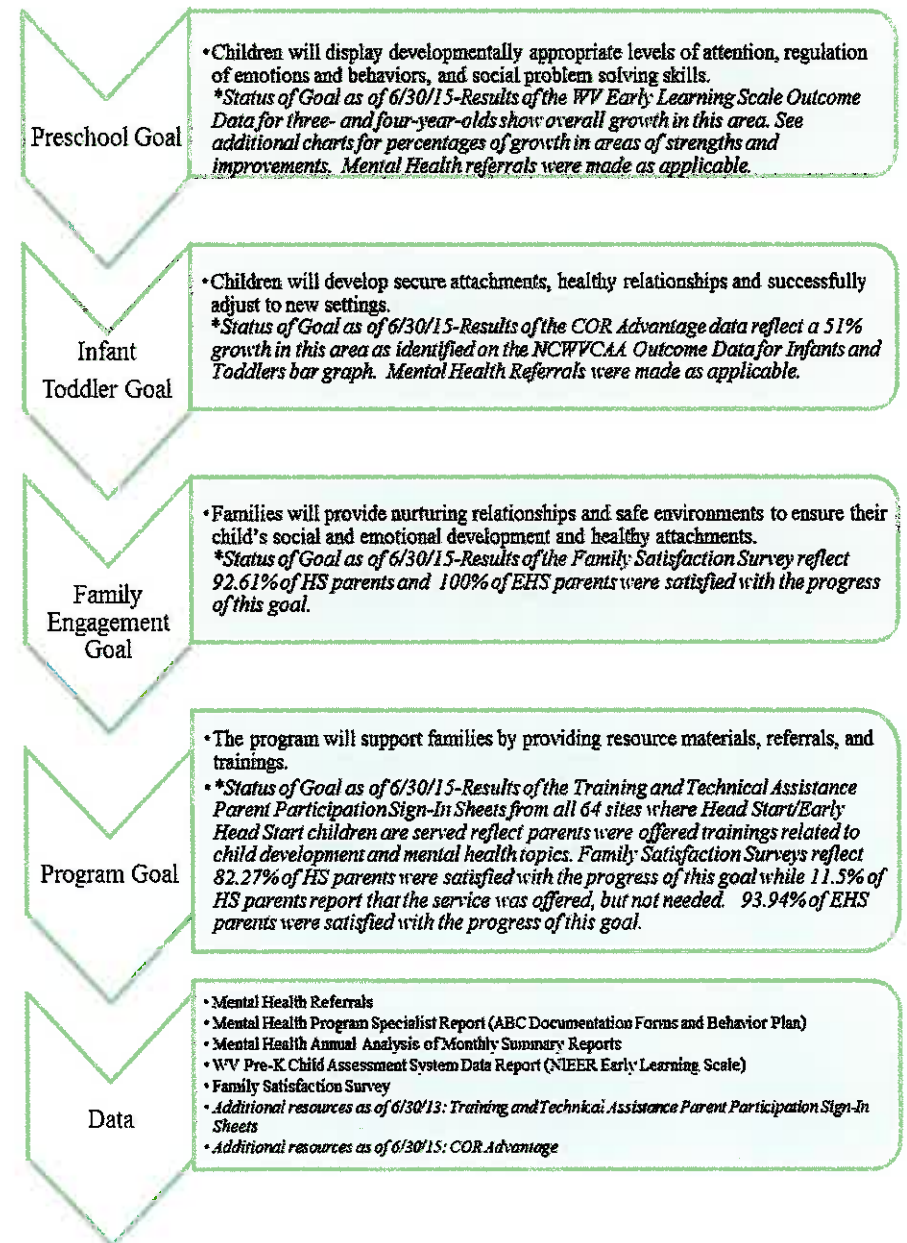 Preschool Goal
•Children will display developmentally appropriate levels of attention, regulation
of emotions and behaviors, and social problem solving skills.
*Status of Goal as of 6/30/15-Results of the WV Early Learning Scale Outcome
Data for three- and four-year-olds show overall growth in this area. See
additional charts for percentages of growth in areas of strengths and
improvements. Mental Health referrals were made as applicable.
Infant
Toddler Goal
•Children will develop secure attachments, healthy relationships and successfully
adjust to new settings.
*Status of Goal as of 6/30/15-Results of the COR Advantage data reflect a 51%
growth in this area as identified on the NCWVCAA Outcome Data for Infants and
Toddlers bar graph. Mental Health Referrals were made as applicable.
Family
Engagement
Goal
•Families will provide nurturing relationships and safe environments to ensure their
child's social and emotional development and healthy attachments.
*Status of Goal as of 6/30/15-Results of the Family Satisfaction Survey reflect
92.61% of HS parents and 100% of EHS parents were satisfied with the progress
of this goal.
Program Goal
•The program will support families by providing resource materials, referrals, and
trainings.
•*Status of Goal as of 6/30/15-Results of the Training and Technical Assistance
Parent Participation Sign-In Sheets from all 64 sites where Head Start/Early
Head Start children are served reflect parents were offered trainings related to
child development and mental health topics. Family Satisfaction Surveys reflect
82.27% of HS parents were satisfied with the progress of this goal while 11.5% of
HS parents report that the service was offered, but not needed. 93.94% of EHS
parents were satisfied with the progress of this goal.
Data
•Mental Health Referrals
•Mental Health Program Specialist Report (ABC Documentation Forms and Behavior Plan)
•Mental Health Annual Analysis of Monthly Summary Reports
•WV Pre-K Child Assessment System Data Report (NIEER Early Learning Scale)
•Family Satisfaction Survey
•Additional resources as of 6/30/13: Training and Technical Assistance Parent Participation Sign-In
Sheets
•Additional resources as of 6/30/15: COR Advantage